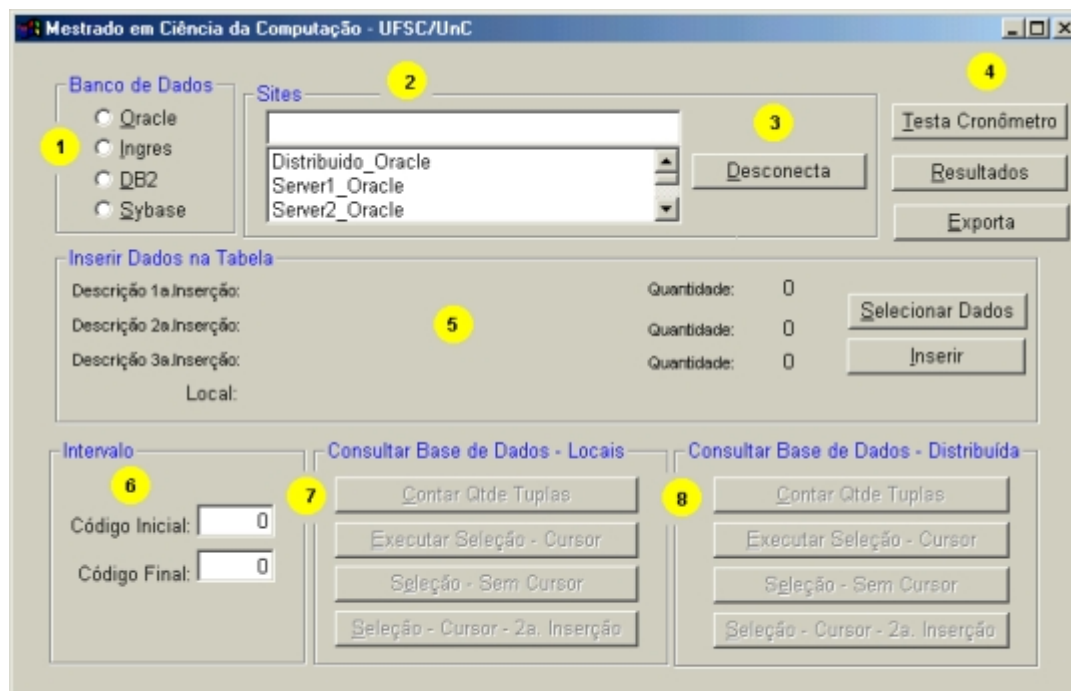 Mestrado em Ciência da Computação - UFSC/UnC
Banco de Dados
1
Oracle
Ingres
DB2
Sybase
2
Sites
Distribuido_Oracle
Server1_Oracle
Server2_Oracle
3
Desconecta
4
Testa Cronômetro
Resultados
Exporta
Inserir Dados na Tabela
Descrição 1a.Inserção:
Quantidade: 0
Descrição 2a.Inserção:
Quantidade: 0
Descrição 3a.Inserção:
Quantidade: 0
Local:
5
Selecionar Dados
Inserir
Intervalo
6
Código Inicial: 0
Código Final: 0
Consultar Base de Dados - Locais
7
Contar Qtde Tuplas
Executar Seleção - Cursor
Seleção - Sem Cursor
Seleção - Cursor - 2a. Inserção
Consultar Base de Dados - Distribuída
8
Contar Qtde Tuplas
Executar Seleção - Cursor
Seleção - Sem Cursor
Seleção - Cursor - 2a. Inserção